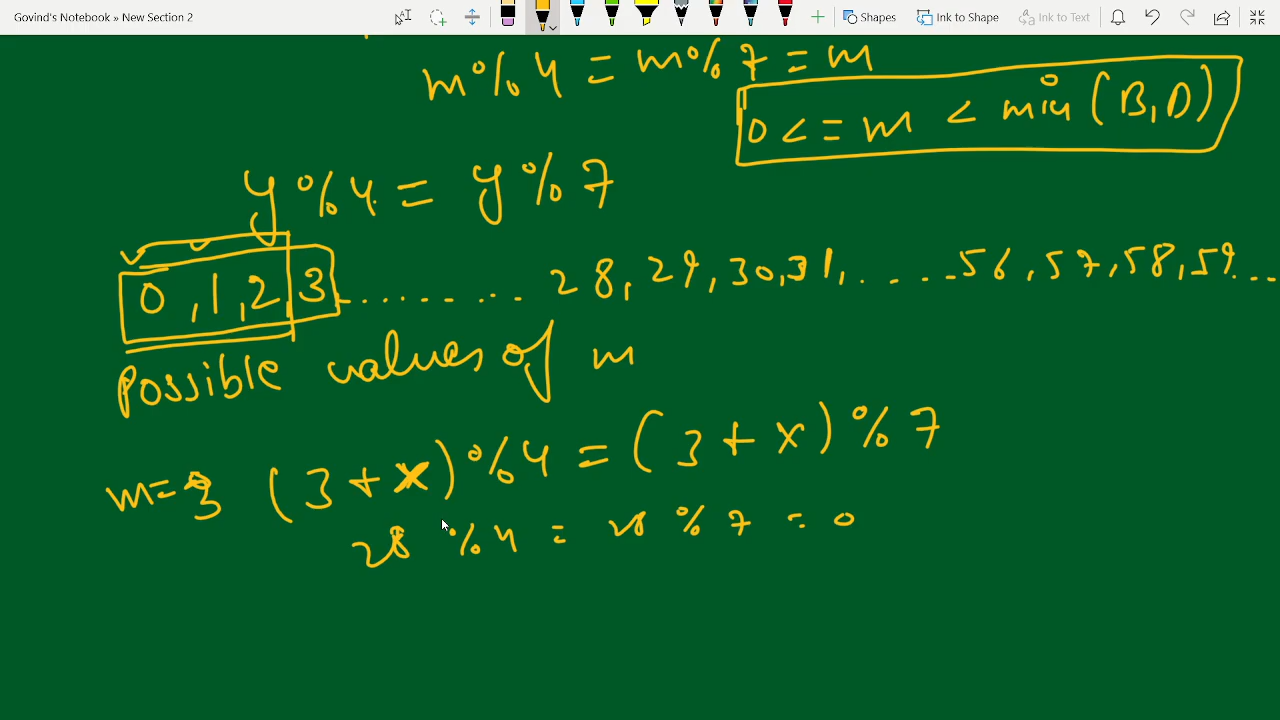 Govind's Notebook » New Section 2
Shapes
Ink to Shape
Ink to Text
m%4 = m%7 = m
0 <= m < min (B,D)
y%4 = y%7
0,1,2,3......... 28,29,30,31,.....56,57,58,59...
Possible values of m
m=3 (3+x)%4 = (3+x)%7
28 %4 = 28 %7 = 0